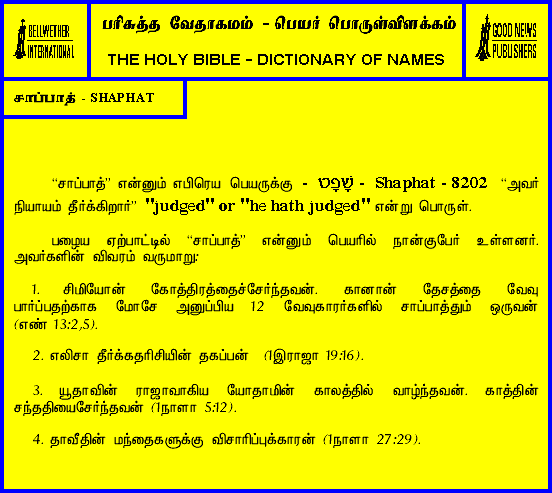 BELLWETHER
INTERNATIONAL
பரிசுத்த வேதாகமம் - பெயர் பொருள்விளக்கம்
THE HOLY BIBLE - DICTIONARY OF NAMES
GOOD NEWS
PUBLISHERS
சாப்பாத் - SHAPHAT
“சாப்பாத்” என்னும் எபிரெய பெயருக்கு - שָׁפָט - Shaphat - 8202 “அவர்
நியாயம் தீர்க்கிறார்” "judged" or "he hath judged" என்று பொருள்.
பழைய ஏற்பாட்டில் “சாப்பாத்” என்னும் பெயரில் நான்குபேர் உள்ளனர்.
அவர்களின் விவரம் வருமாறு:
1. சிமியோன் கோத்திரத்தைச்சேர்ந்தவன். கானான் தேசத்தை வேவு
பார்ப்பதற்காக மோசே அனுப்பிய 12 வேவுகாரர்களில் சாப்பாத்தும் ஒருவன்
(எண் 13:2,5).
2. எலிசா தீர்க்கதரிசியின் தகப்பன் (1இராஜா 19:16).
3. யூதாவின் ராஜாவாகிய யோதாமின் காலத்தில் வாழ்ந்தவன். காத்தின்
சந்ததியைசேர்ந்தவன் (1நாளா 5:12).
4. தாவீதின் மந்தைகளுக்கு விசாரிப்புக்காரன் (1நாளா 27:29).